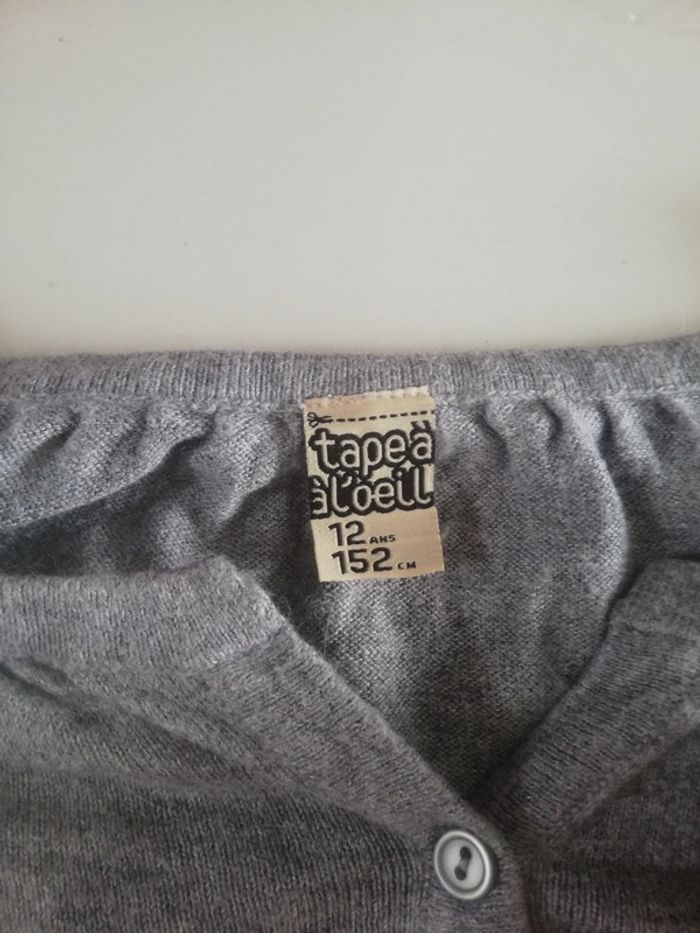 tape à
à l'oeil
12 ANS
152 CM